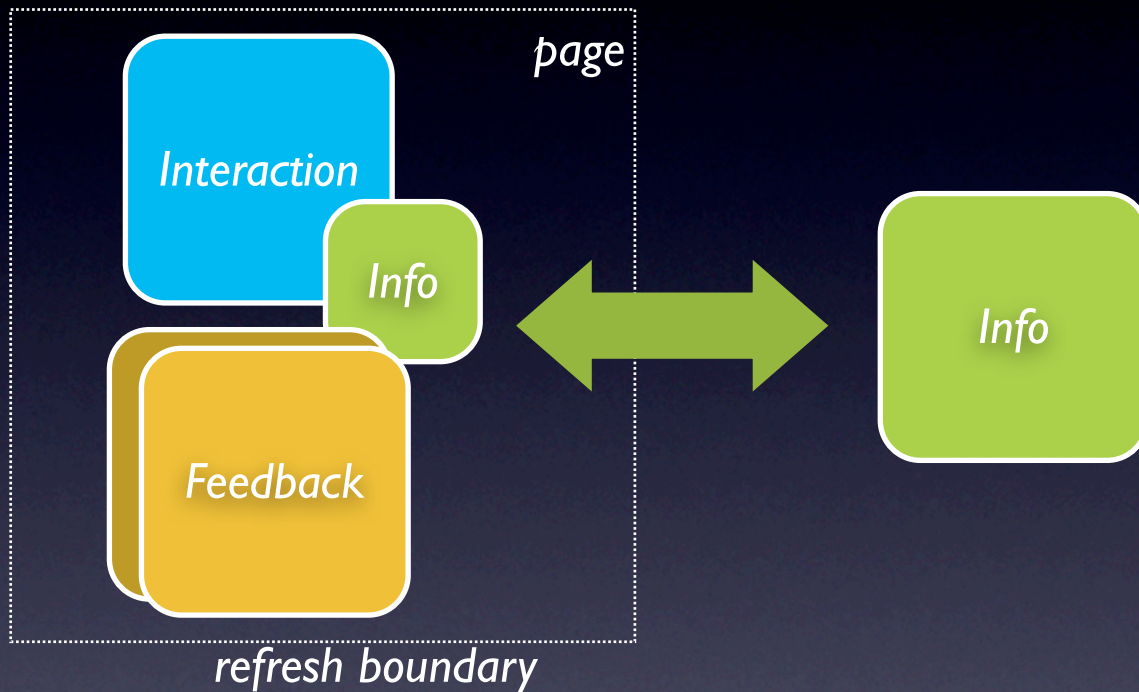 page
Interaction
Info
Info
Feedback
refresh boundary